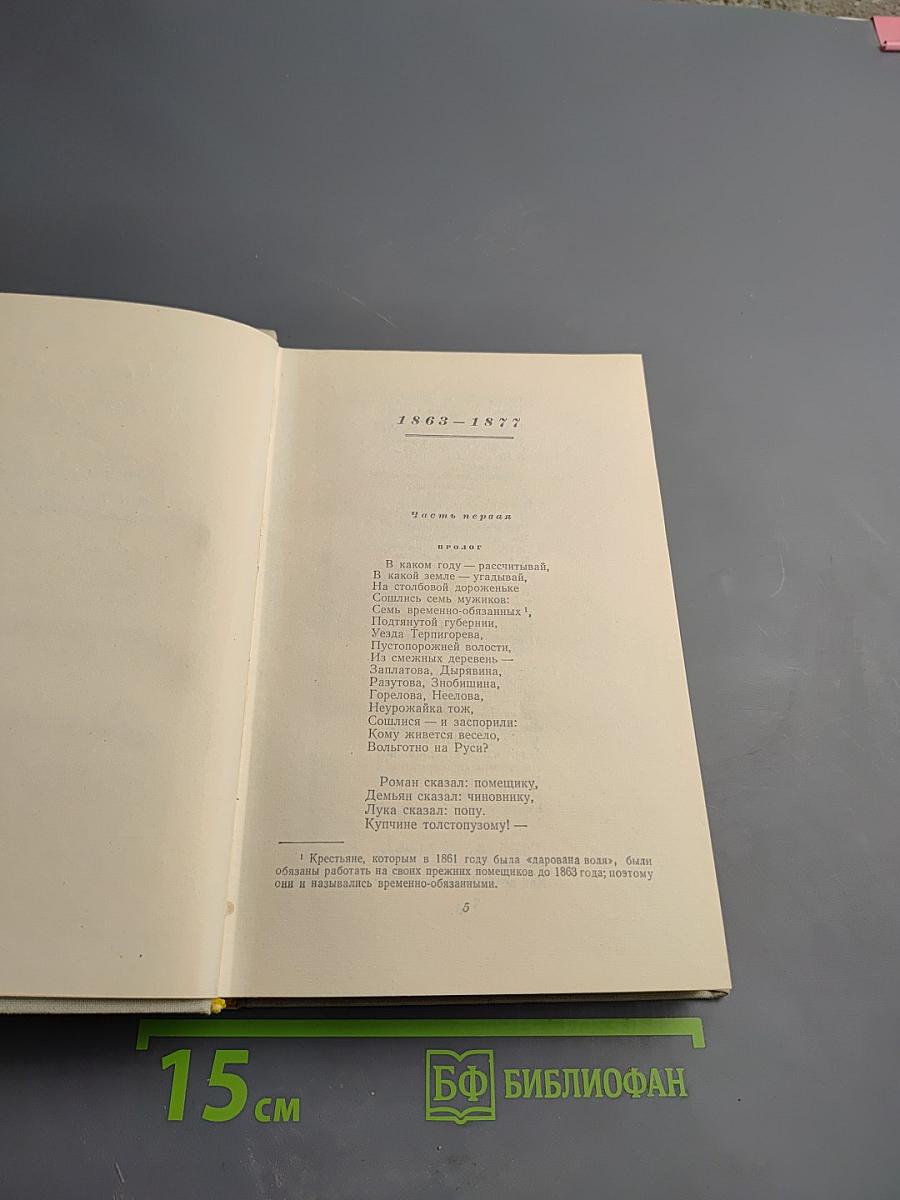 1863–1877
Часть первая
ПРОЛОГ
В каком году — рассчитывай,
В какой земле — угадывай,
На столбовой дороженьке
Сошлись семь мужиков:
Семь временно-обязанных ¹,
Подтянутой губернии,
Уезда Терпигорева,
Пустопорожней волости,
Из смежных деревень —
Заплатова, Дырявина,
Разутова, Знобишина,
Горелова, Неелова,
Неурожайка тож,
Сошлися — и заспорили:
Кому живется весело,
Вольготно на Руси?
Роман сказал: помещику,
Демьян сказал: чиновнику,
Лука сказал: попу.
Купчине толстопузому! —
¹ Крестьяне, которым в 1861 году была «дарована воля», были
обязаны работать на своих прежних помещиков до 1863 года; поэтому
они и назывались временно-обязанными.
5
15 см
БФ БИБЛИОФАН